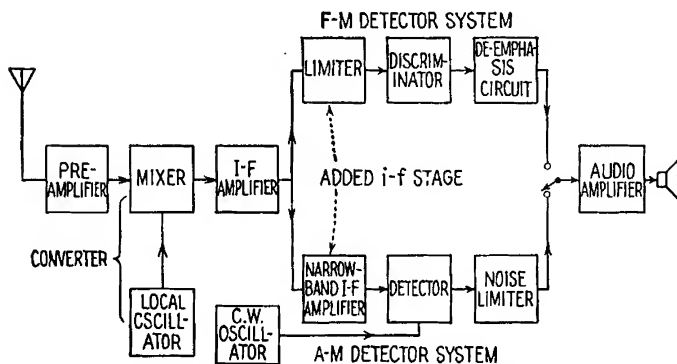 F-M DETECTOR SYSTEM
LIMITER
DISCRIM-
INATOR
DE-EMPHA-
SIS
CIRCUIT
PRE-
AMPLIFIER
MIXER
I-F
AMPLIFIER
ADDED i-f STAGE
AUDIO
AMPLIFIER
CONVERTER
LOCAL
OSCILL-
ATOR
NARROW-
BAND I-F
AMPLIFIER
DETECTOR
NOISE
LIMITER
C.W.
OSCILL-
ATOR
A-M DETECTOR SYSTEM